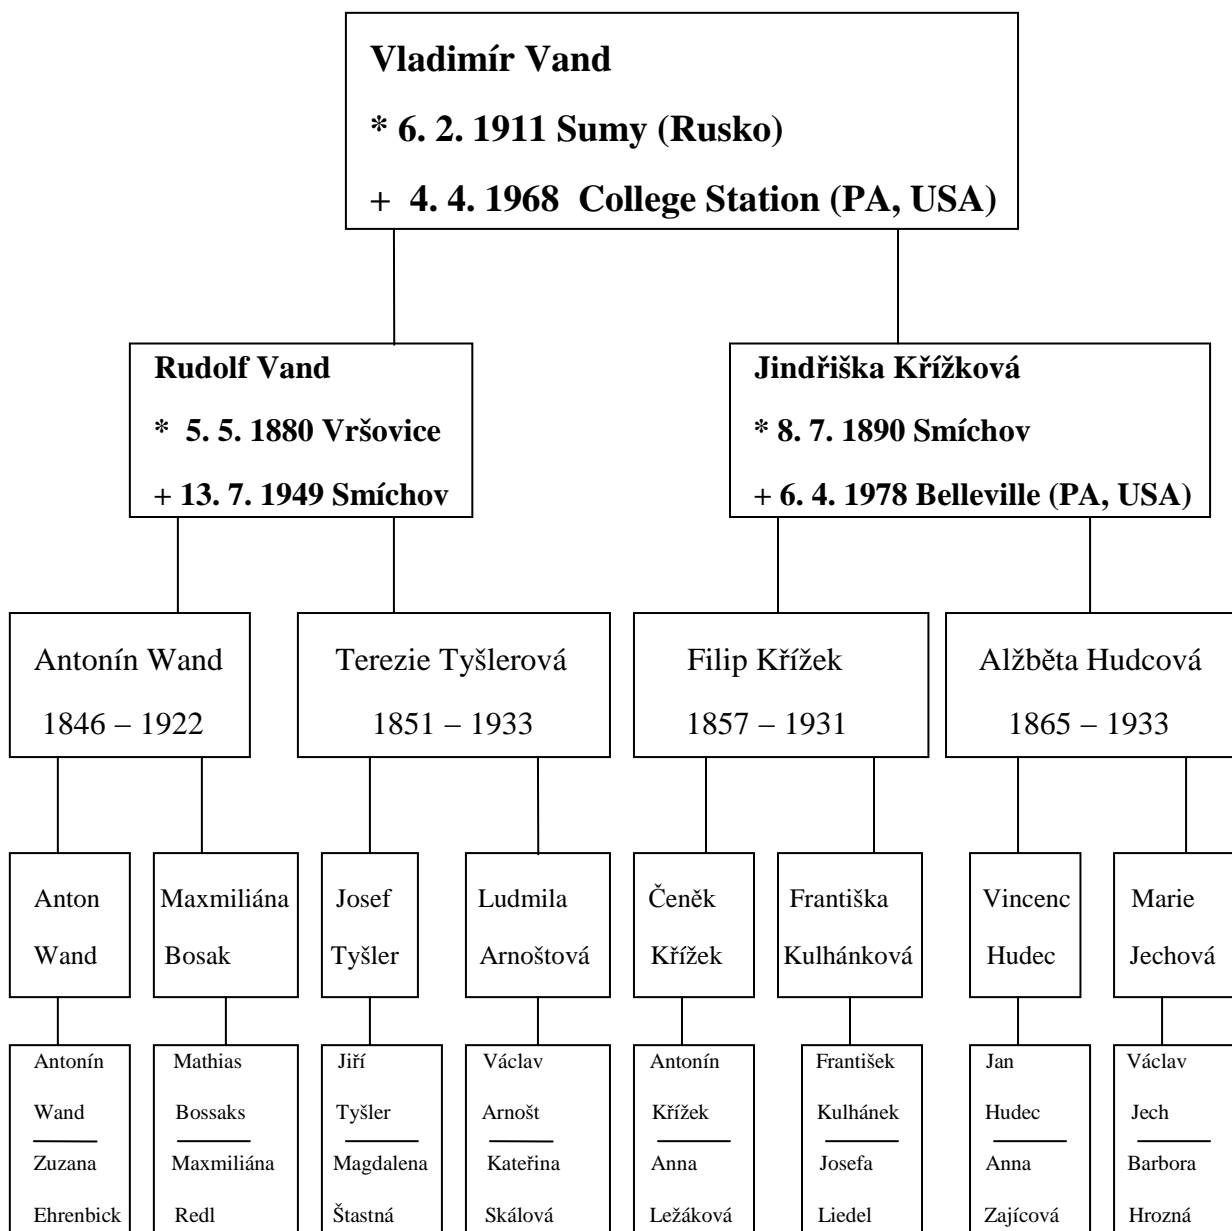 Vladimír Vand
* 6. 2. 1911 Sumy (Rusko)
+ 4. 4. 1968 College Station (PA, USA)
Rudolf Vand
* 5. 5. 1880 Vršovice
+ 13. 7. 1949 Smíchov
Jindřiška Křížková
* 8. 7. 1890 Smíchov
+ 6. 4. 1978 Belleville (PA, USA)
Antonín Wand
1846 – 1922
Terezie Tyšlerová
1851 – 1933
Filip Křížek
1857 – 1931
Alžběta Hudcová
1865 – 1933
Anton
Wand
Maxmiliána
Bosak
Josef
Tyšler
Ludmila
Arnoštová
Čeněk
Křížek
Františka
Kulhánková
Vincenc
Hudec
Marie
Jechová
Antonín
Wand
Zuzana
Ehrenbick
Mathias
Bossaks
Maxmiliána
Redl
Jiří
Tyšler
Magdalena
Štastná
Václav
Arnošt
Kateřina
Skálová
Antonín
Křížek
Anna
Ležáková
František
Kulhánek
Josefa
Liedel
Jan
Hudec
Anna
Zajícová
Václav
Jech
Barbora
Hrozná